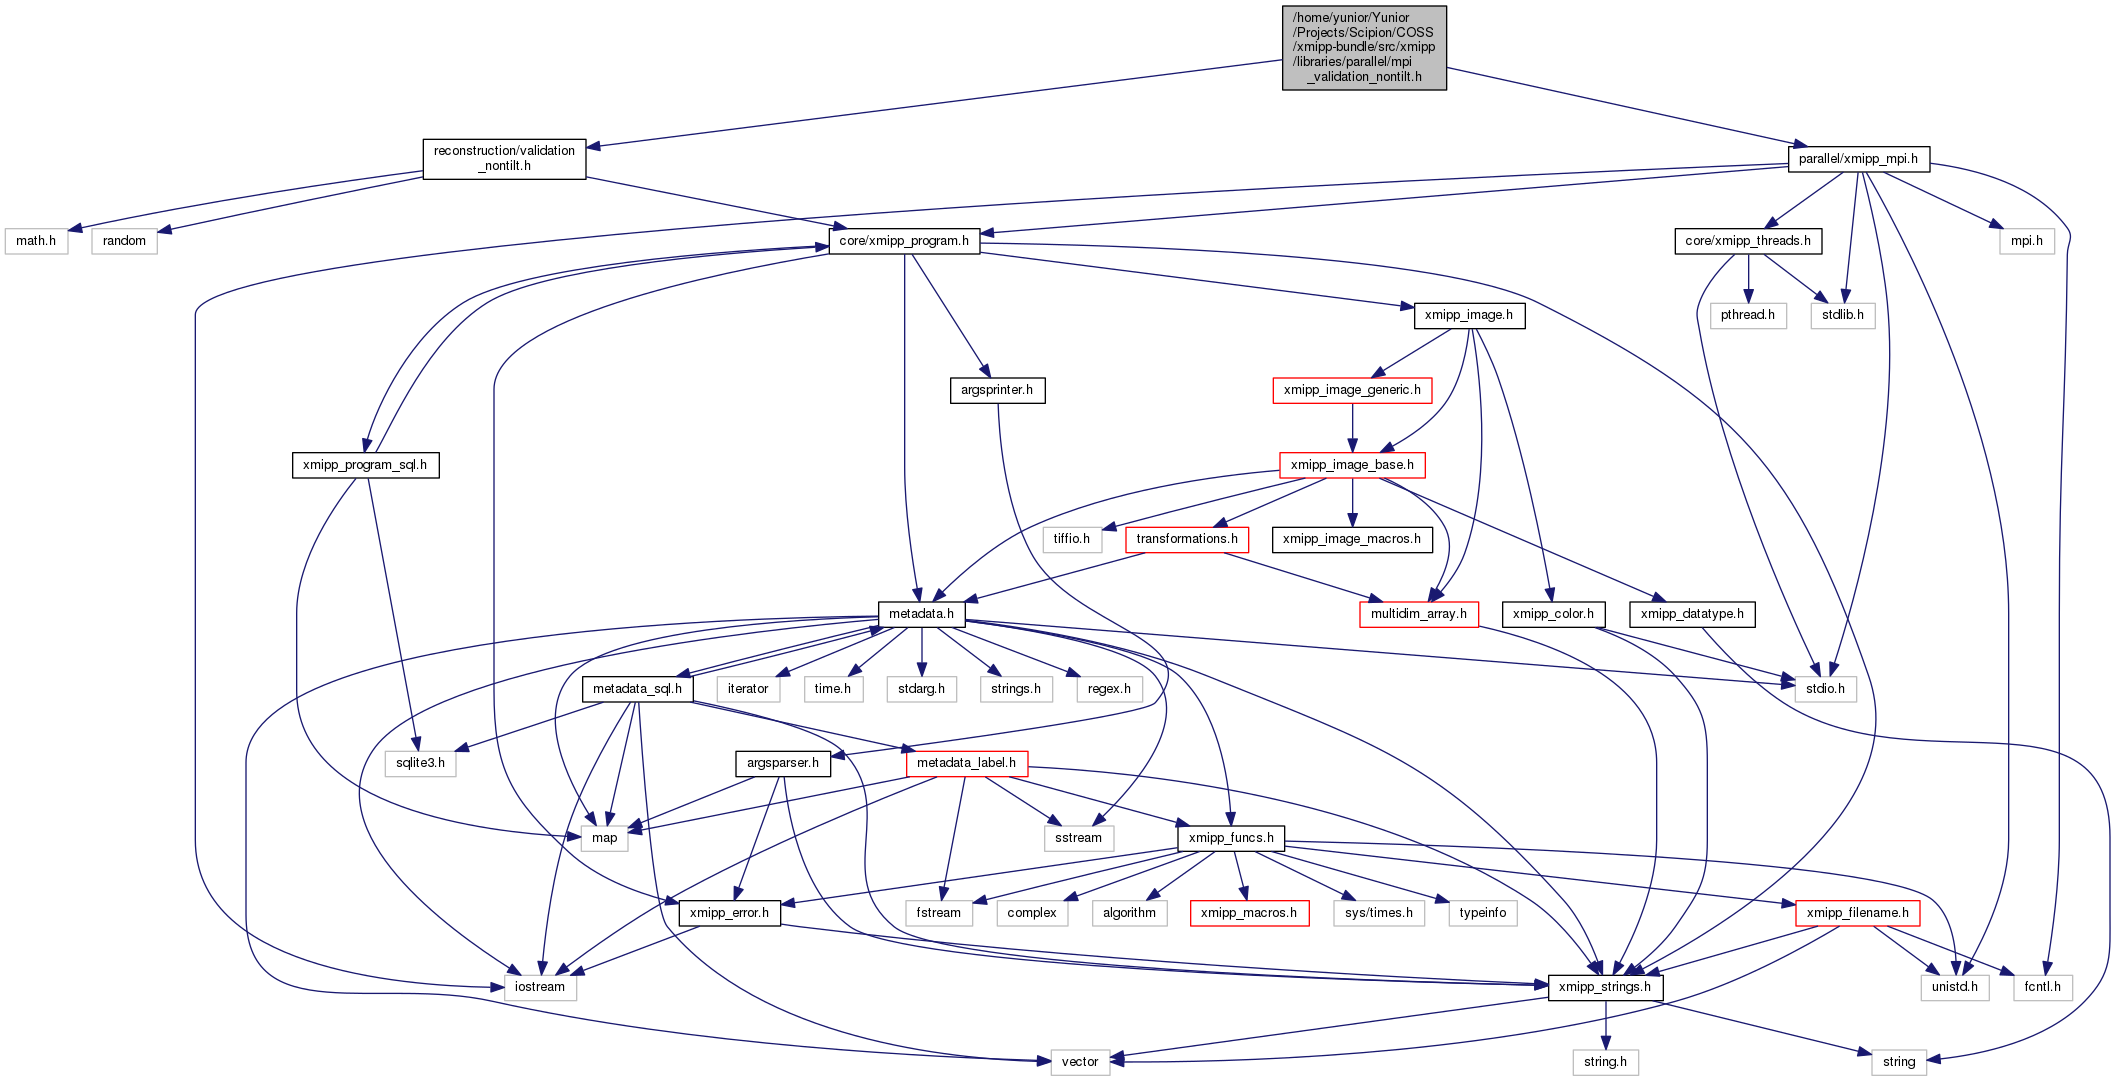 /home/yunior/Yunior
/Projects/Scipion/COSS
/xmipp-bundle/src/xmipp
/libraries/parallel/mpi
_validation_nontilt.h
reconstruction/validation
_nontilt.h
parallel/xmipp_mpi.h
math.h
random
core/xmipp_program.h
core/xmipp_threads.h
mpi.h
xmipp_image.h
pthread.h
stdlib.h
argsprinter.h
xmipp_image_generic.h
xmipp_program_sql.h
xmipp_image_base.h
tiffio.h
transformations.h
xmipp_image_macros.h
metadata.h
multidim_array.h
xmipp_color.h
xmipp_datatype.h
metadata_sql.h
iterator
time.h
stdarg.h
strings.h
regex.h
stdio.h
sqlite3.h
argsparser.h
metadata_label.h
map
sstream
xmipp_funcs.h
xmipp_error.h
fstream
complex
algorithm
xmipp_macros.h
sys/times.h
typeinfo
xmipp_filename.h
iostream
xmipp_strings.h
unistd.h
fcntl.h
vector
string.h
string